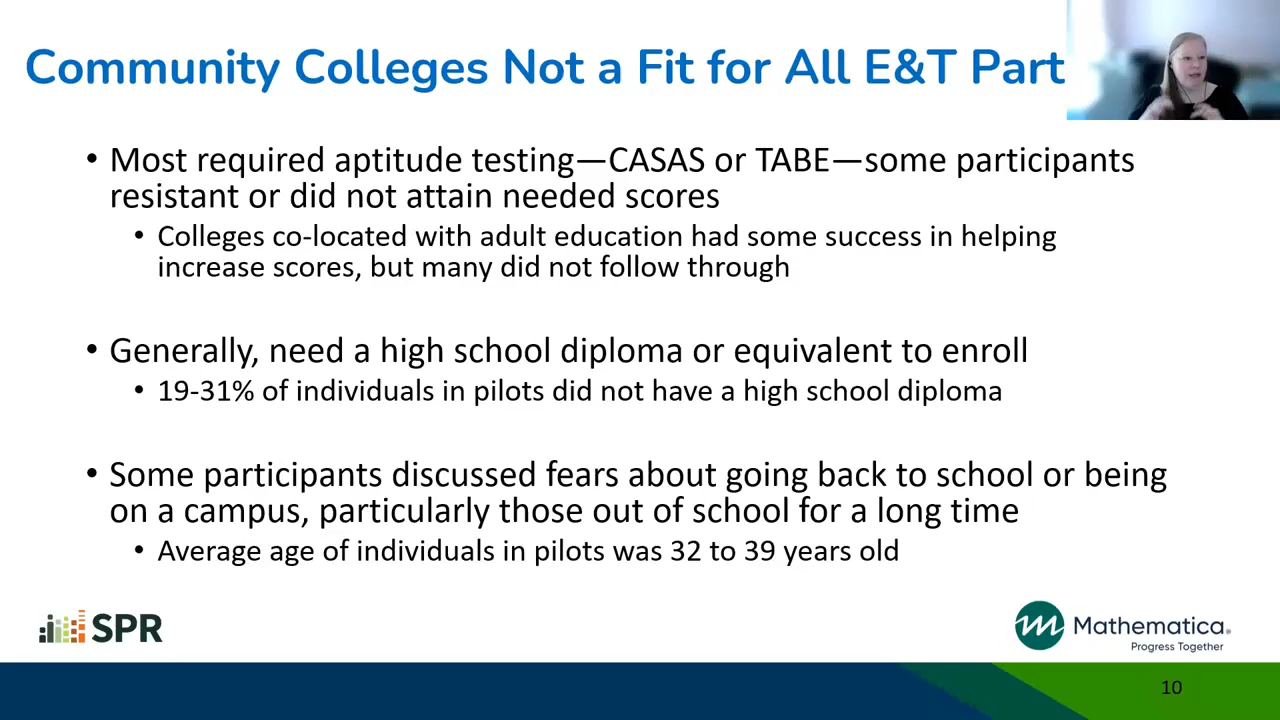 Community Colleges Not a Fit for All E&T Part
• Most required aptitude testing—CASAS or TABE—some participants
resistant or did not attain needed scores
• Colleges co-located with adult education had some success in helping
increase scores, but many did not follow through
• Generally, need a high school diploma or equivalent to enroll
• 19-31% of individuals in pilots did not have a high school diploma
• Some participants discussed fears about going back to school or being
on a campus, particularly those out of school for a long time
• Average age of individuals in pilots was 32 to 39 years old
SPR
Mathematica®
Progress Together
10